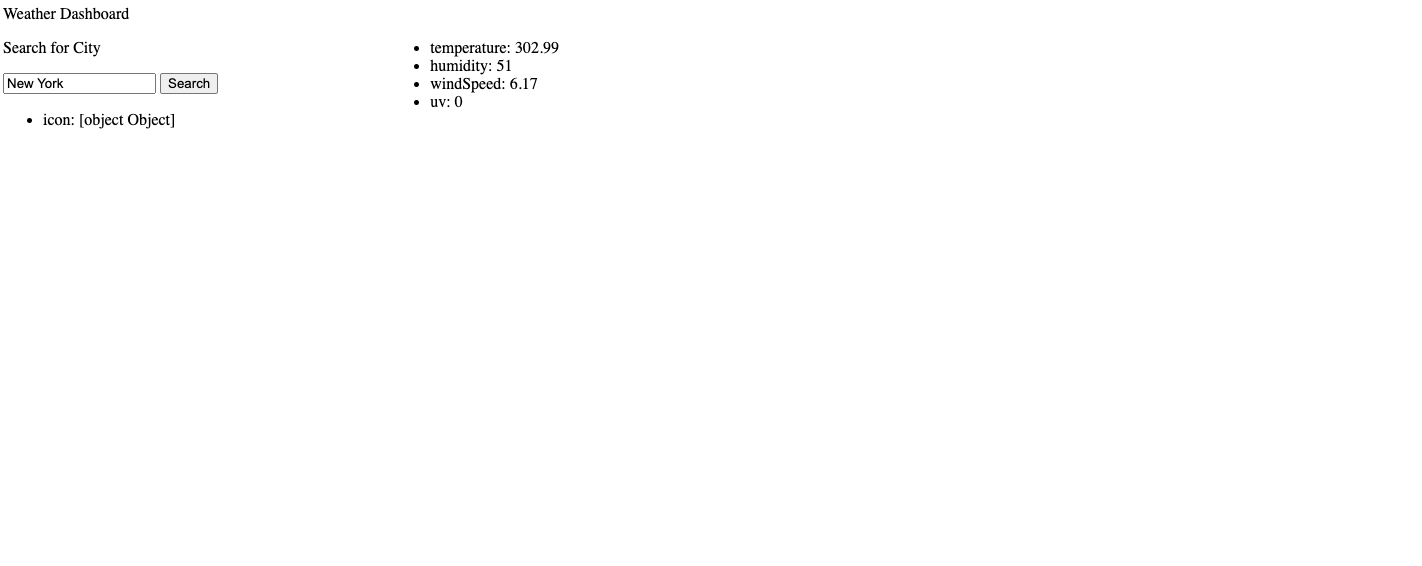 Weather Dashboard
Search for City
New York Search
icon: [object Object]
temperature: 302.99
humidity: 51
windSpeed: 6.17
uv: 0